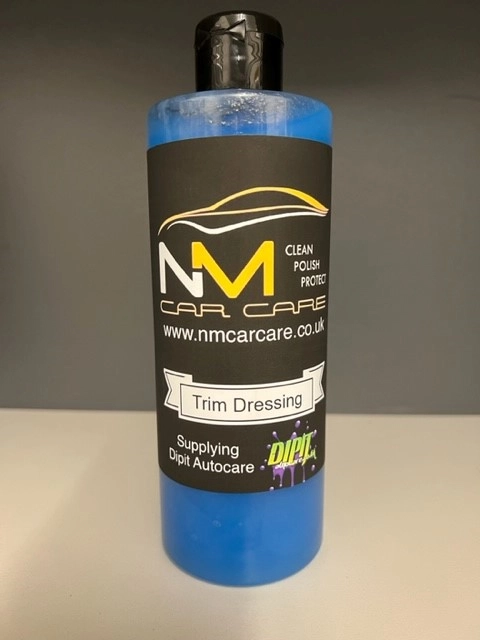 NM
CLEAN
POLISH
PROTECT
CAR CARE
www.nmcarcare.co.uk
Trim Dressing
Supplying
Dipit Autocare
DIPIT